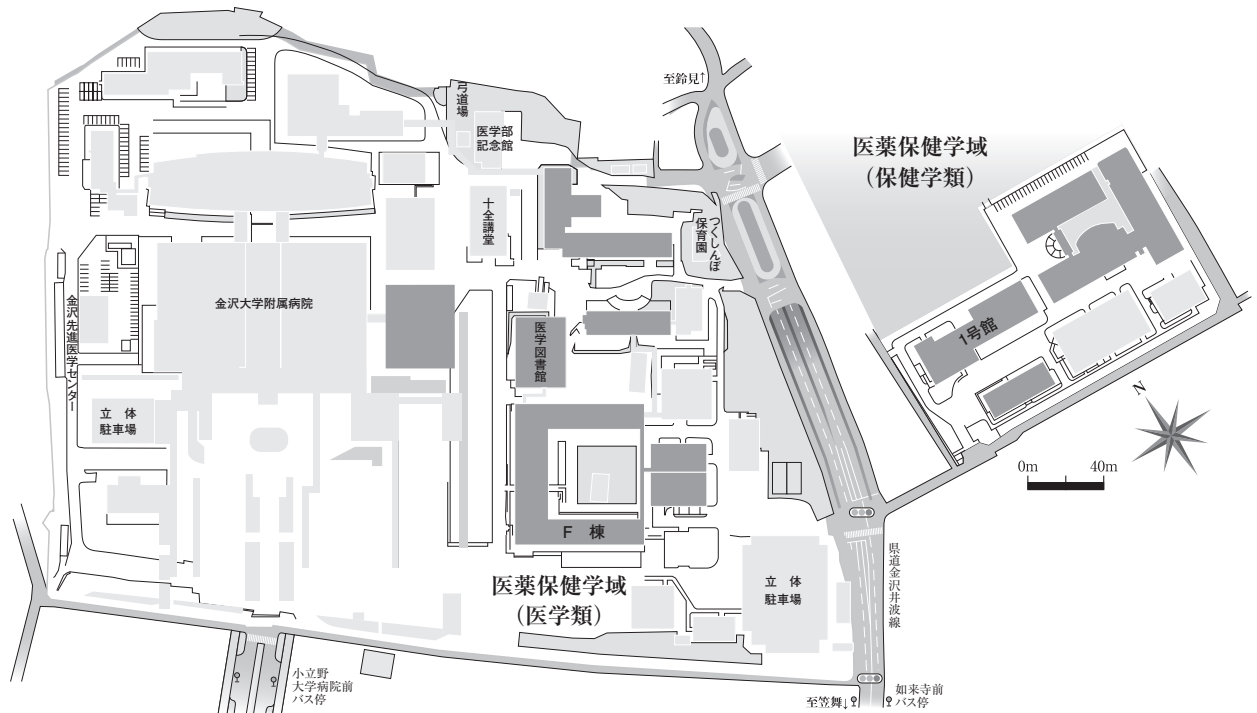 至鈴見↑
弓道場
医学部
記念館
医薬保健学域
(保健学類)
十全講堂
つくしんぼ
保育園
金沢大学附属病院
金沢先進医学センター
医学図書館
1号館
N
立 体
駐車場
0m 40m
F 棟
県道金沢井波線
医薬保健学域
(医学類)
立 体
駐車場
小立野
大学病院前
バス停
至笠舞↓
如来寺前
バス停